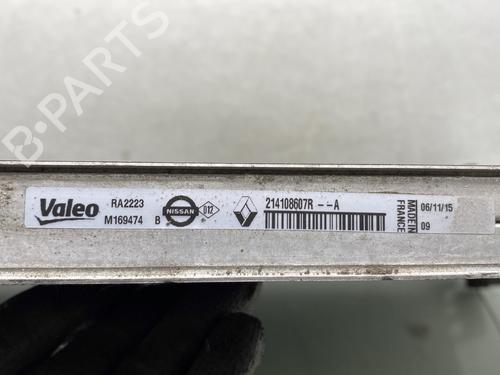 B-PARTS
Valeo
RA2223
M169474 B
NISSAN
012
214108607R --A
MADE IN
FRANCE
06/11/15
09